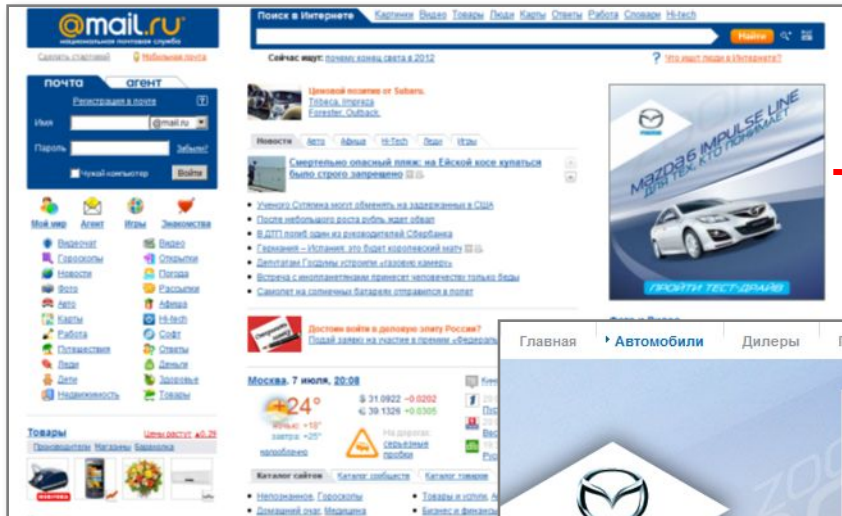 @mail.ru
национальная почтовая служба
Сделать стартовой
Мобильная почта
почта
агент
Регистрация в почте
?
Имя
@mail.ru
Пароль
Забыли?
Чужой компьютер
Войти
Мой мир
Агент
Игры
Знакомства
Видеочат
Видео
Гороскопы
Открытки
Новости
Погода
Фото
Рассылки
Авто
Афиша
Карты
Hi-tech
Работа
Софт
Путешествия
Ответы
Леди
Деньги
Дети
Здоровье
Недвижимость
Товары
Товары
Цены растут ▲0.29
Производители Магазины Барахолка
Поиск в Интернете Картинки Видео Товары Люди Карты Ответы Работа Словари Hi-tech
Найти
Сейчас ищут: почему конец света в 2012
? Что ищут люди в Интернете?
Ценовой позитив от Subaru.
Tribeca, Impreza
Forester, Outback.
Новости Авто Афиша Hi-Tech Леди Игры
Смертельно опасный пляж: на Ейской косе купаться
было строго запрещено
Ученого Сутягина могут обменять на задержанных в США
После небольшого роста рубль ждет обвал
В ДТП погиб один из руководителей Сбербанка
Германия – Испания: это будет королевский матч
Депутатам Госдумы устроили «газовую камеру»
Встреча с инопланетянами принесет человечеству только беды
Самолет на солнечных батареях отправился в полет
Достоин войти в деловую элиту России?
Подай заявку на участие в премии «Федераль
Москва, 7 июля, 20:08
+24°
ночью: +18°
завтра: +25°
$ 31.0922 -0.0202
€ 39.1326 +0.0305
На дорогах:
серьезные
пробки
Каталог сайтов Каталог сообществ Каталог товаров
Непознанное, Гороскопы
Домашний очаг, Медицина
Товары и услуги,
Бизнес и финансы
mazda
MAZDA6 IMPULSE LINE
ДЛЯ ТЕХ, КТО ПОНИМАЕТ
ПРОЙТИ ТЕСТ-ДРАЙВ
Главная
Автомобили
Дилеры